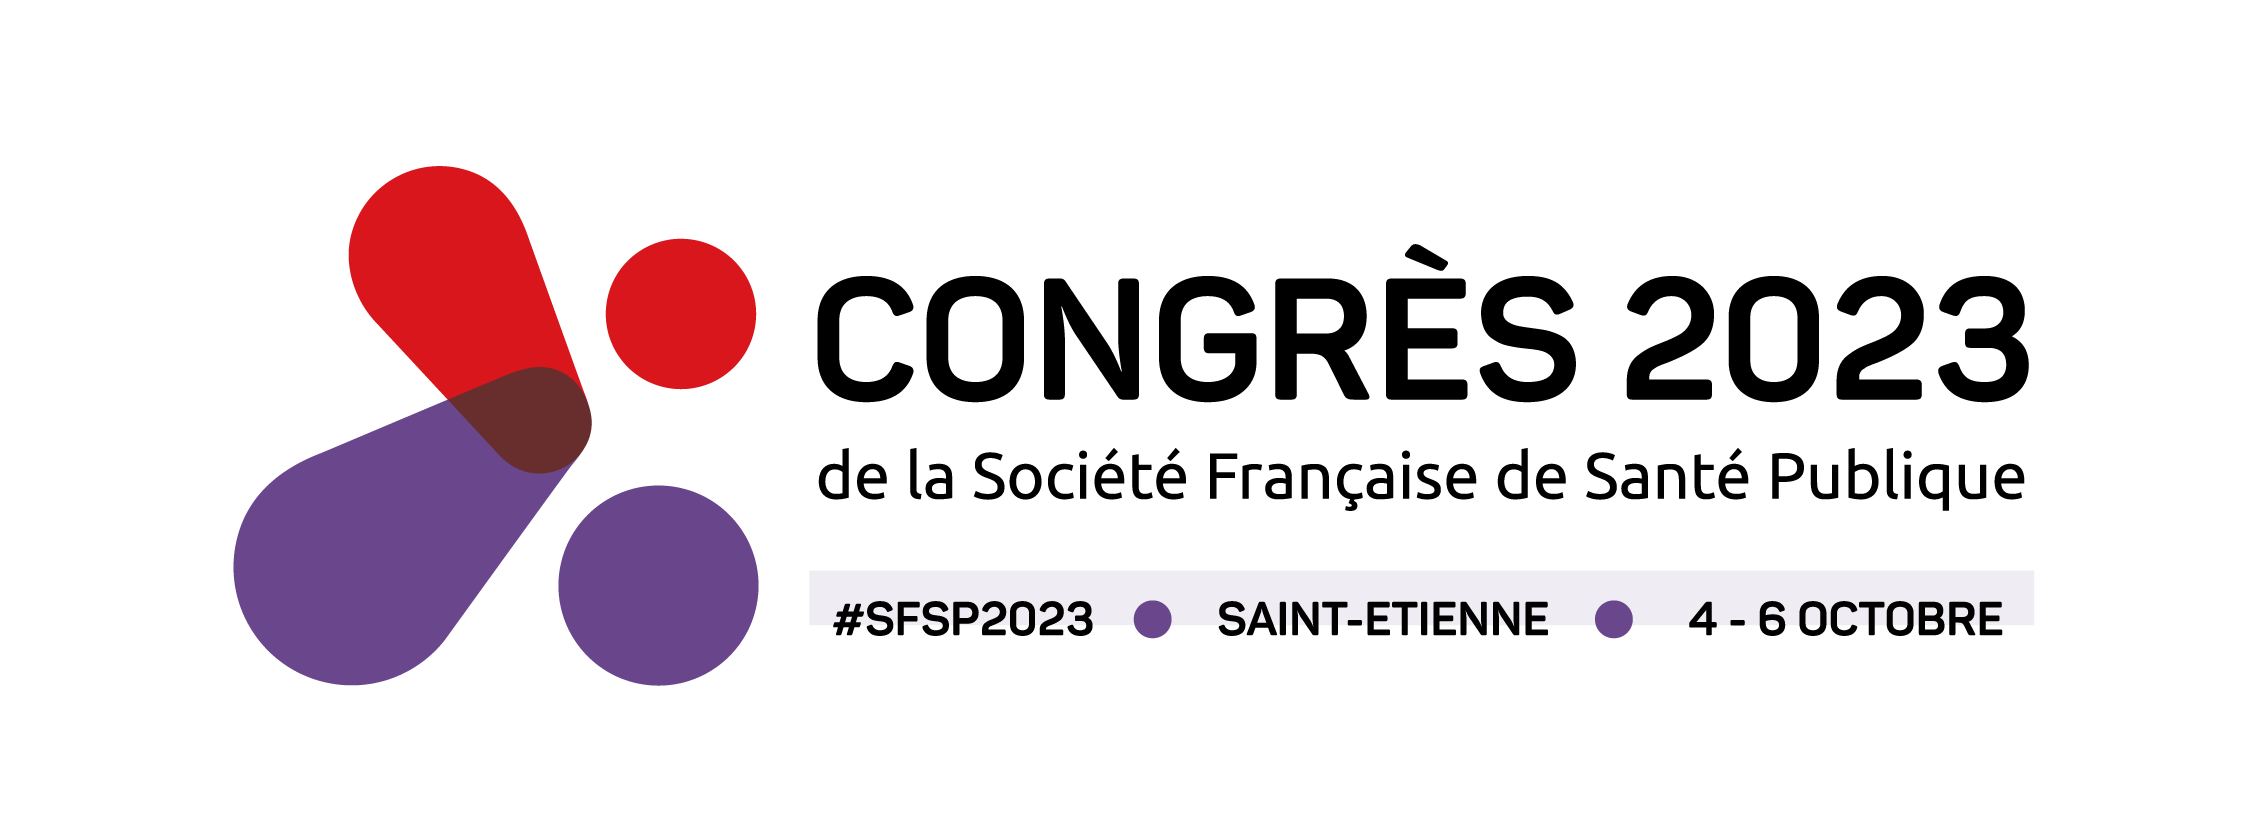 CONGRÈS 2023
de la Société Française de Santé Publique
#SFSP2023 ● SAINT-ETIENNE ● 4 - 6 OCTOBRE